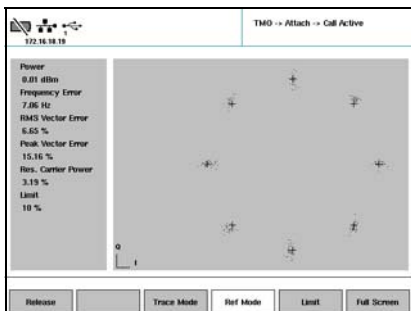 1
172.16.18.19
TMO -> Attach -> Call Active
Power
0.01 dBm
Frequency Error
7.06 Hz
RMS Vector Error
6.65 %
Peak Vector Error
15.16 %
Res. Carrier Power
3.19 %
Limit
10 %
Q
I
Release
Trace Mode
Ref Mode
Limit
Full Screen